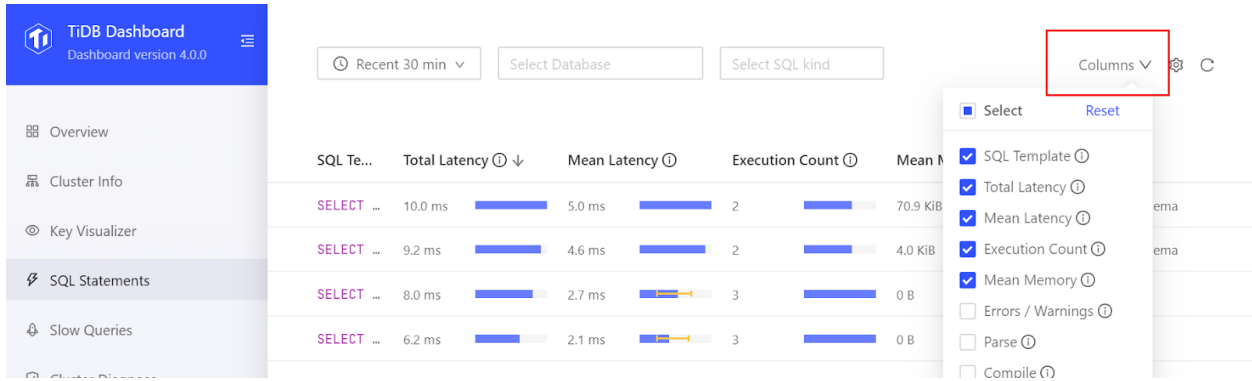 TiDB Dashboard
Dashboard version 4.0.0
Overview
Cluster Info
Key Visualizer
SQL Statements
Slow Queries
Recent 30 min
Select Database
Select SQL kind
Columns
Select Reset
SQL Template
Total Latency
Mean Latency
Execution Count
Mean Memory
Errors / Warnings
Parse
Compile
SQL Te... Total Latency Mean Latency Execution Count Mean
SELECT … 10.0 ms 5.0 ms 2 70.9 KiB ema
SELECT … 9.2 ms 4.6 ms 2 4.0 KiB ema
SELECT … 8.0 ms 2.7 ms 3 0 B
SELECT … 6.2 ms 2.1 ms 3 0 B